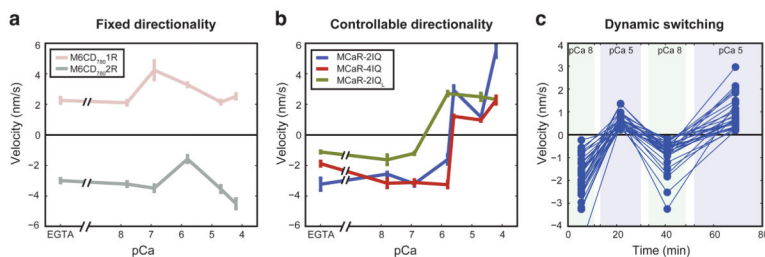 a Fixed directionality
6
4
2
0
−2
−4
−6
Velocity (nm/s)
M6CD780 1R
M6CD780 2R
EGTA 8 7 6 5 4
pCa
b Controllable directionality
6
4
2
0
−2
−4
−6
Velocity (nm/s)
MCaR-2IQ
MCaR-4IQ
MCaR-2IQL
EGTA 8 7 6 5 4
pCa
c Dynamic switching
pCa 8 pCa 5 pCa 8 pCa 5
4
3
2
1
0
−1
−2
−3
−4
Velocity (nm/s)
0 20 40 60 80
Time (min)